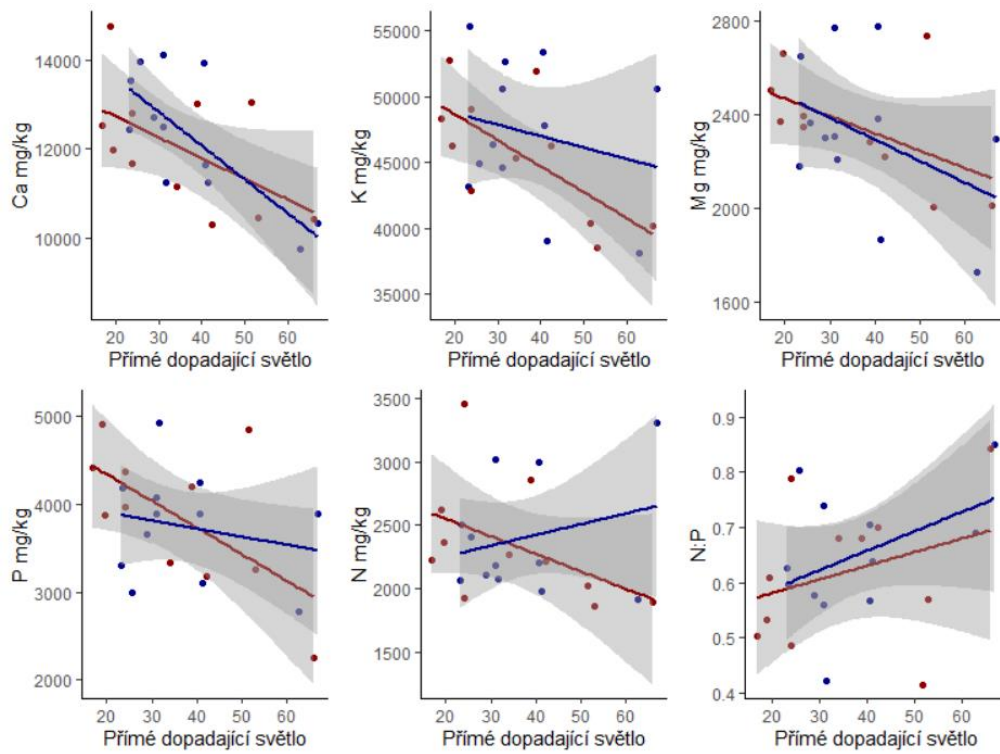 Ca mg/kg
14000
12000
10000
20 30 40 50 60
Přímé dopadající světlo
K mg/kg
55000
50000
45000
40000
35000
20 30 40 50 60
Přímé dopadající světlo
Mg mg/kg
2800
2400
2000
1600
20 30 40 50 60
Přímé dopadající světlo
P mg/kg
5000
4000
3000
2000
20 30 40 50 60
Přímé dopadající světlo
N mg/kg
3500
3000
2500
2000
1500
20 30 40 50 60
Přímé dopadající světlo
N:P
0.9
0.8
0.7
0.6
0.5
0.4
20 30 40 50 60
Přímé dopadající světlo